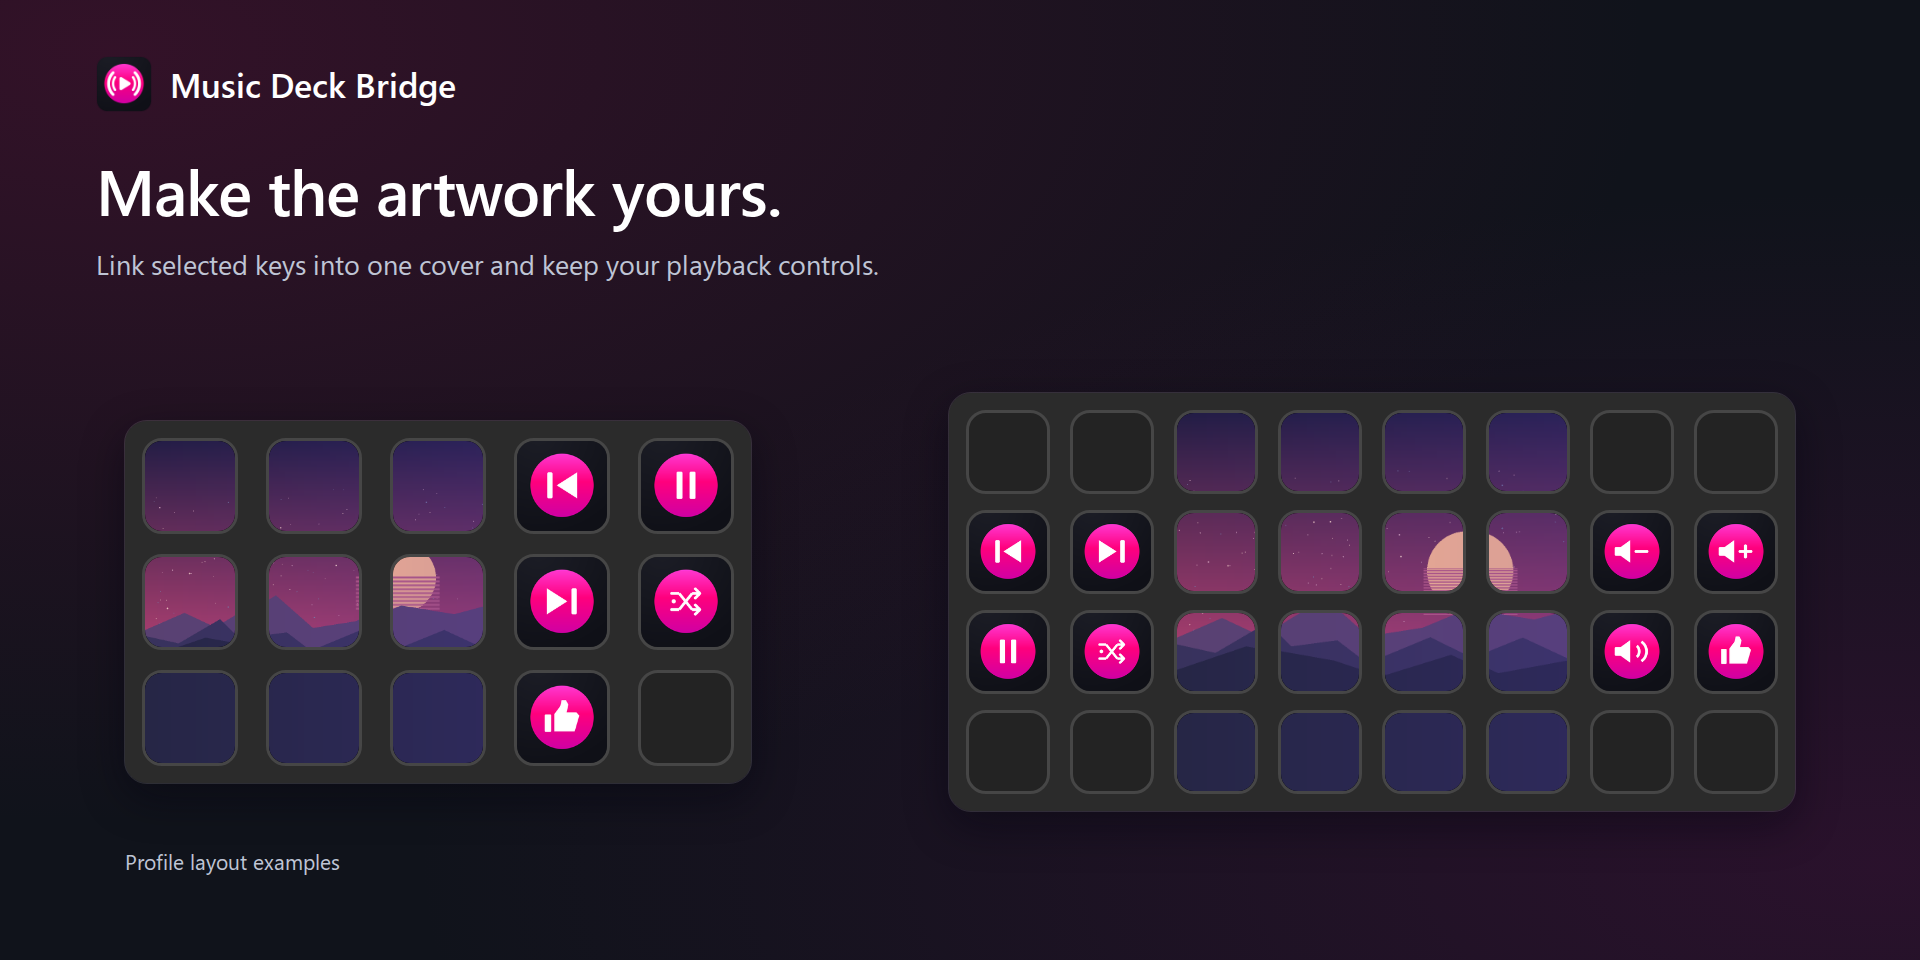 Music Deck Bridge
Make the artwork yours.
Link selected keys into one cover and keep your playback controls.
Profile layout examples